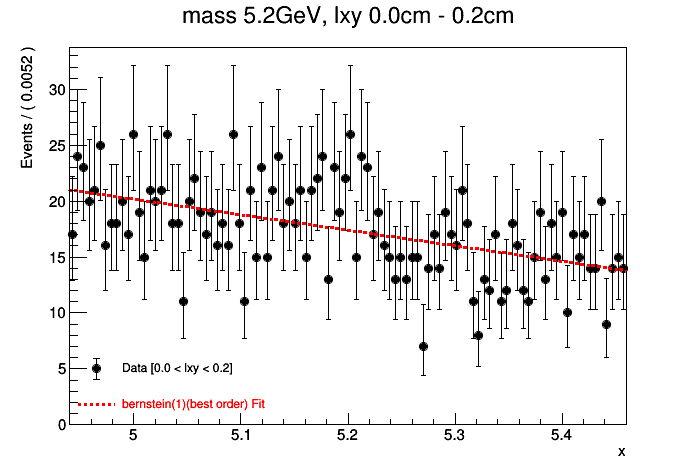 mass 5.2GeV, lxy 0.0cm - 0.2cm
Events / ( 0.0052 )
30
25
20
15
10
5
0
Data [0.0 < lxy < 0.2]
bernstein(1)(best order) Fit
5
5.1
5.2
5.3
5.4
x